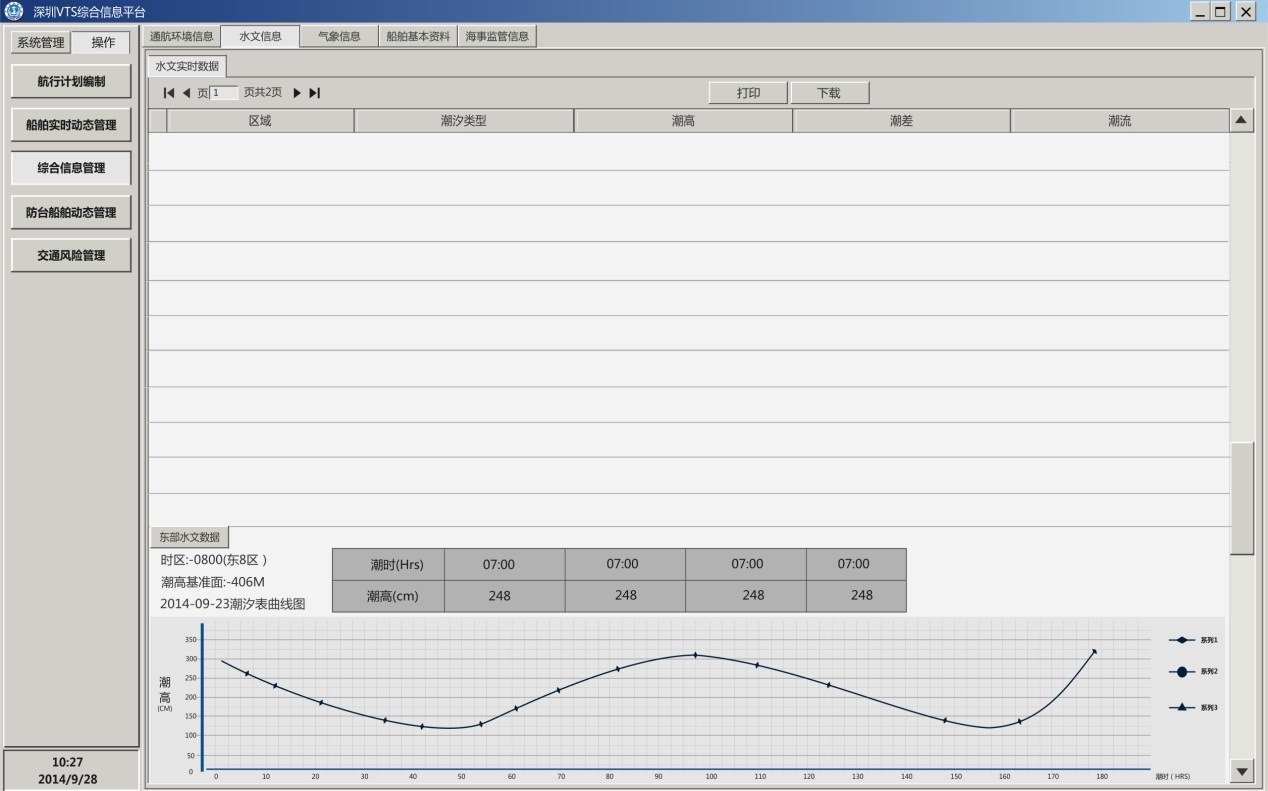 深圳VTS综合信息平台
系统管理 操作
航行计划编制
船舶实时动态管理
综合信息管理
防台船舶动态管理
交通风险管理
10:27
2014/9/28
通航环境信息 水文信息 气象信息 船舶基本资料 海事监管信息
水文实时数据
页 1 页共2页 打印 下载
区域 潮汐类型 潮高 潮差 潮流
东部水文数据
时区:-0800(东8区 )
潮高基准面:-406M
2014-09-23潮汐表曲线图
潮时(Hrs) 07:00 07:00 07:00 07:00
潮高(cm) 248 248 248 248
潮高
(CM)
350
300
250
200
150
100
50
0
0 10 20 30 40 50 60 70 80 90 100 110 120 130 140 150 160 170 180 潮时 ( HRS)
系列1
系列2
系列3